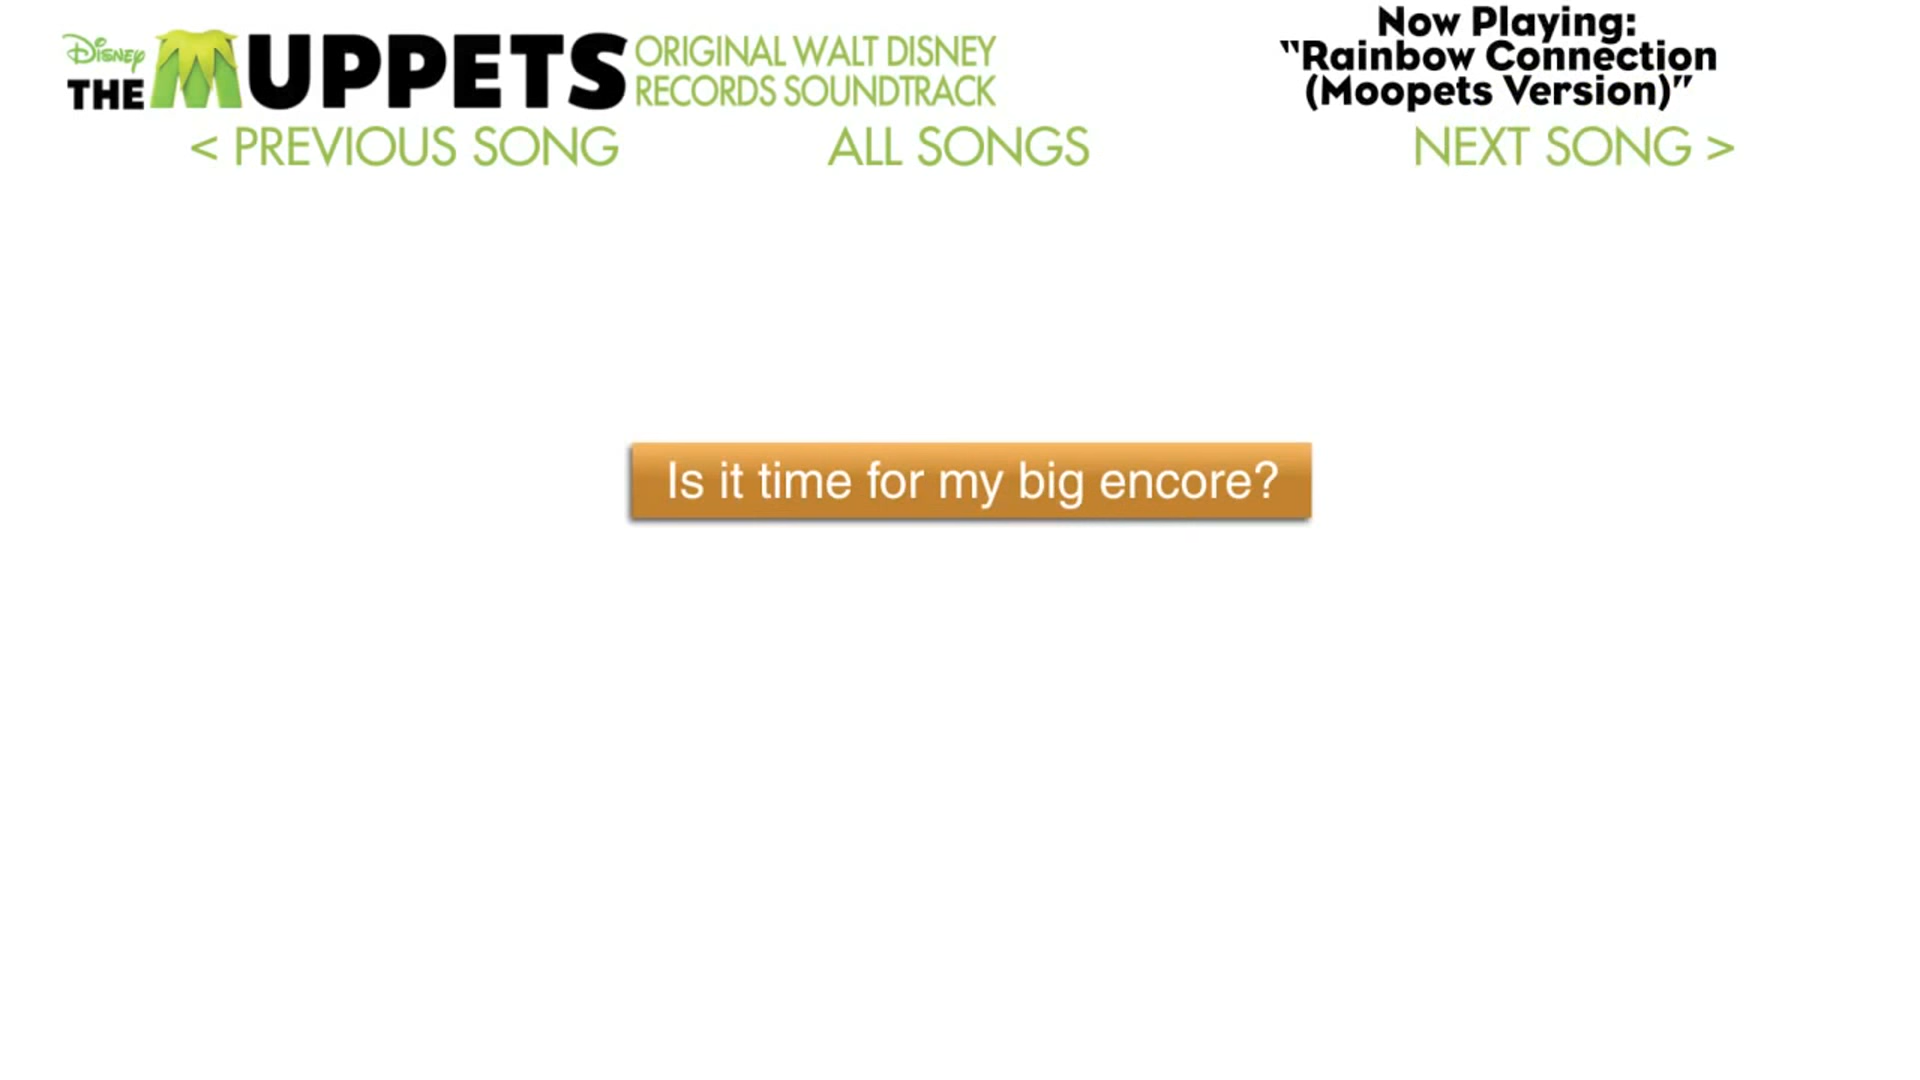 Disney
THE MUPPETS
ORIGINAL WALT DISNEY
RECORDS SOUNDTRACK
Now Playing:
"Rainbow Connection
(Moopets Version)"
< PREVIOUS SONG
ALL SONGS
NEXT SONG >
Is it time for my big encore?